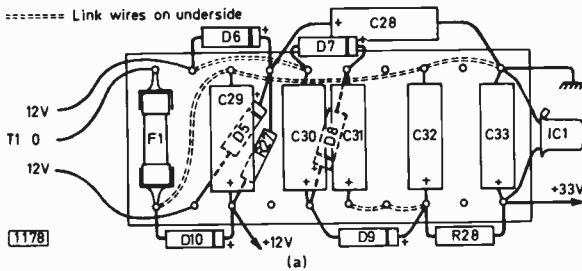 Link wires on underside
+ C28
D6 +
D7 +
12V
T1 0
12V
F1
C29
D5 +
R27
C30
D8
C31
C32
C33
IC1
+ + + + +
+33V
1178
D10 +
+12V
D9 +
R28
(a)